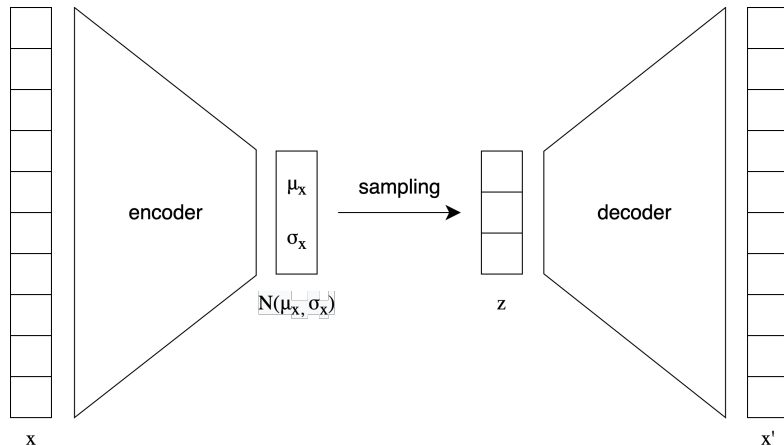 encoder
μx
σx
N(μx, σx)
sampling
z
decoder
x
x'